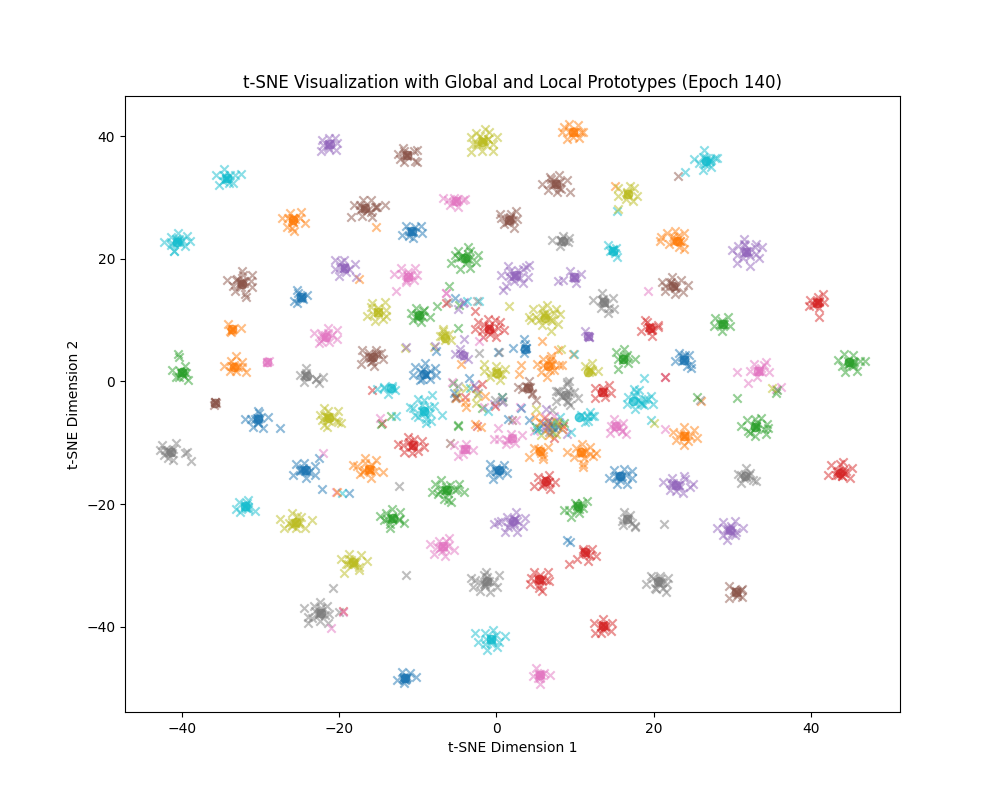 t-SNE Visualization with Global and Local Prototypes (Epoch 140)
40
20
0
−20
−40
t-SNE Dimension 2
−40 −20 0 20 40
t-SNE Dimension 1